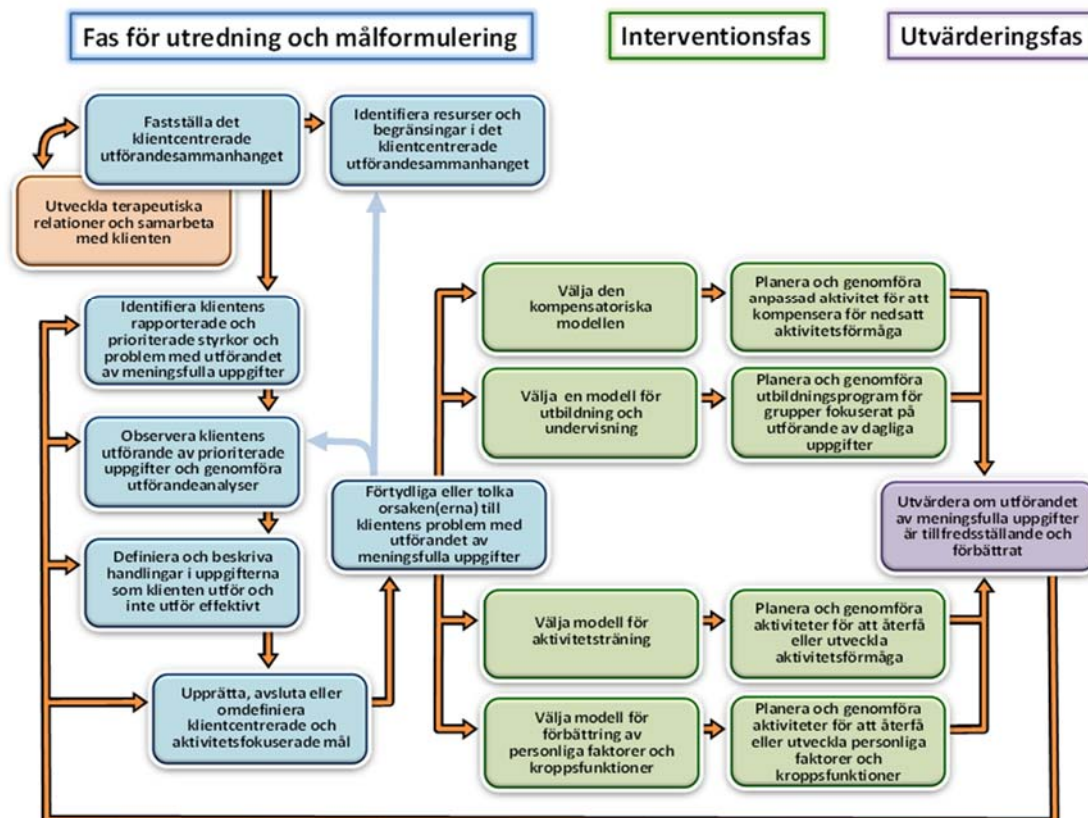 Fas för utredning och målformulering
Interventionsfas
Utvärderingsfas
Fastställa det
klientcentrerade
utförandesammanhanget
Identifiera resurser och
begränsingar i det
klientcentrerade
utförandesammanhanget
Utveckla terapeutiska
relationer och samarbeta
med klienten
Identifiera klientens
rapporterade och
prioriterade styrkor och
problem med utförandet
av meningsfulla uppgifter
Observera klientens
utförande av prioriterade
uppgifter och genomföra
utförandeanalyser
Definiera och beskriva
handlingar i uppgifterna
som klienten utför och
inte utför effektivt
Upprätta, avsluta eller
omdefiniera
klientcentrerade och
aktivitetsfokuserade mål
Förtydliga eller tolka
orsaken(erna) till
klientens problem med
utförandet av
meningsfulla uppgifter
Välja den
kompensatoriska
modellen
Planera och genomföra
anpassad aktivitet för att
kompensera för nedsatt
aktivitetsförmåga
Välja en modell för
utbildning och
undervisning
Planera och genomföra
utbildningsprogram för
grupper fokuserat på
utförande av dagliga
uppgifter
Välja modell för
aktivitetsträning
Planera och genomföra
aktiviteter för att återfå
eller utveckla
aktivitetsförmåga
Välja modell för
förbättring av
personliga faktorer och
kroppsfunktioner
Planera och genomföra
aktiviteter för att återfå
eller utveckla personliga
faktorer och
kroppsfunktioner
Utvärdera om utförandet
av meningsfulla uppgifter
är tillfredsställande och
förbättrat